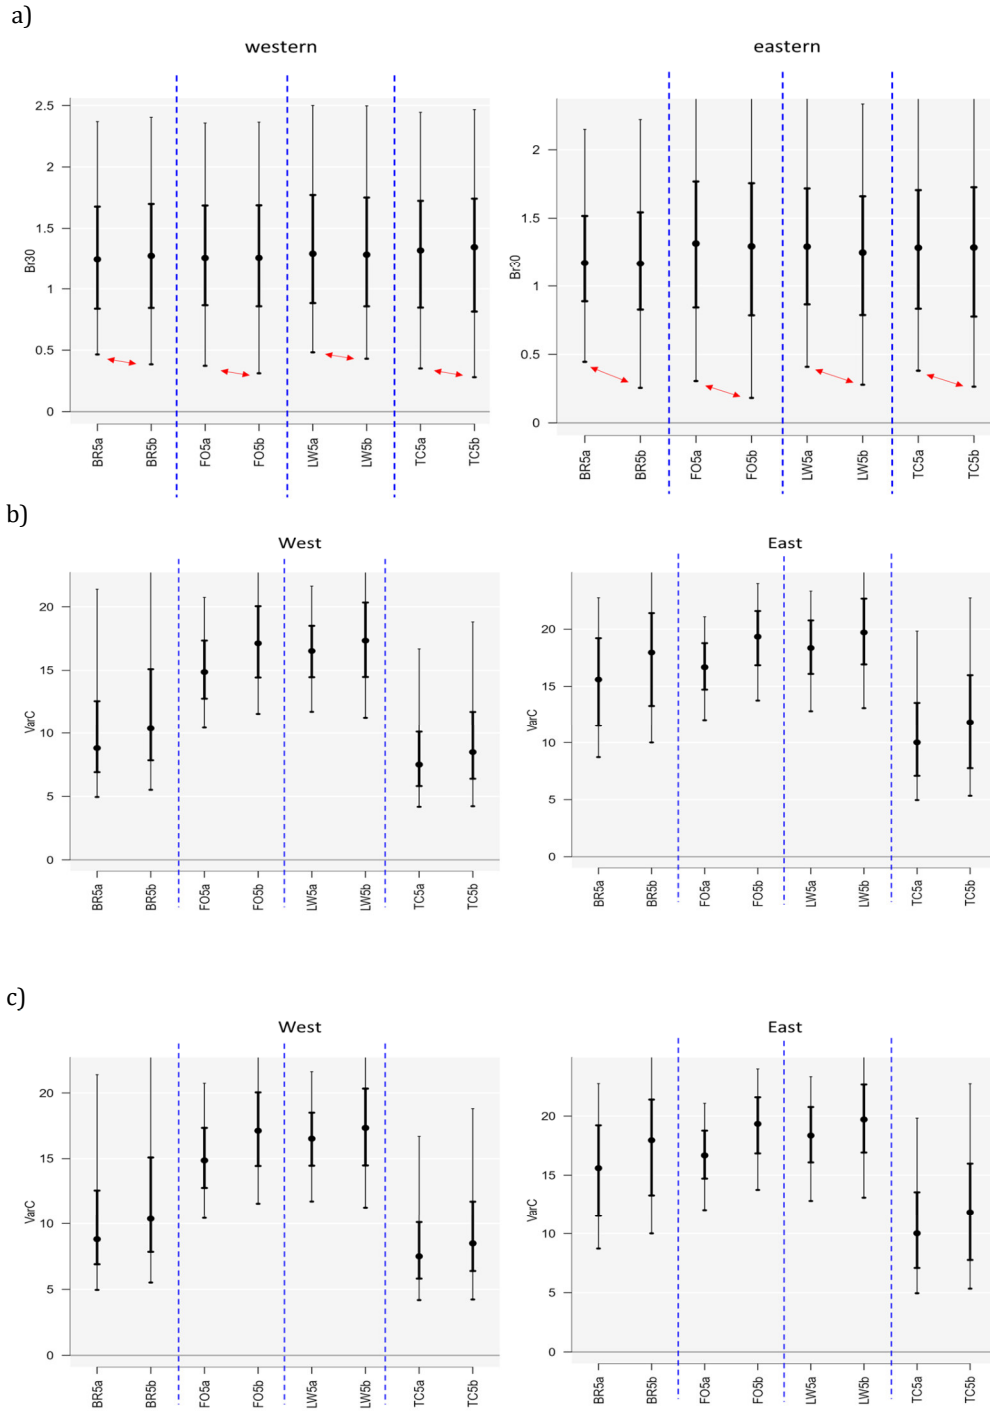 a)
western
eastern
Br30
2.5
2
1.5
1
0.5
0
BR5a
BR5b
FO5a
FO5b
LW5a
LW5b
TC5a
TC5b
Br30
2
1.5
1
0.5
0
BR5a
BR5b
FO5a
FO5b
LW5a
LW5b
TC5a
TC5b
b)
West
East
VarC
20
15
10
5
0
BR5a
BR5b
FO5a
FO5b
LW5a
LW5b
TC5a
TC5b
VarC
20
15
10
5
0
BR5a
BR5b
FO5a
FO5b
LW5a
LW5b
TC5a
TC5b
c)
West
East
VarC
20
15
10
5
0
BR5a
BR5b
FO5a
FO5b
LW5a
LW5b
TC5a
TC5b
VarC
20
15
10
5
0
BR5a
BR5b
FO5a
FO5b
LW5a
LW5b
TC5a
TC5b